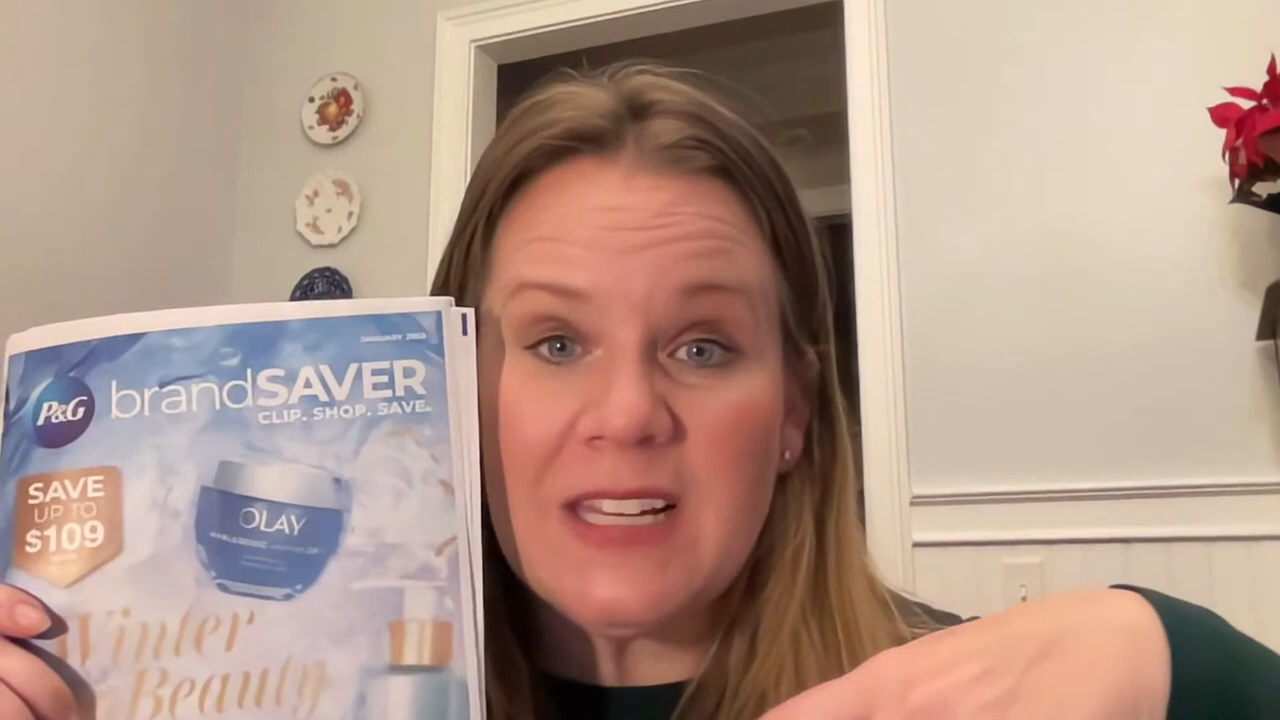 JANUARY 2023
P&G brandSAVER
CLIP. SHOP. SAVE.
SAVE
UP TO
$109
OLAY
Winter
Beauty